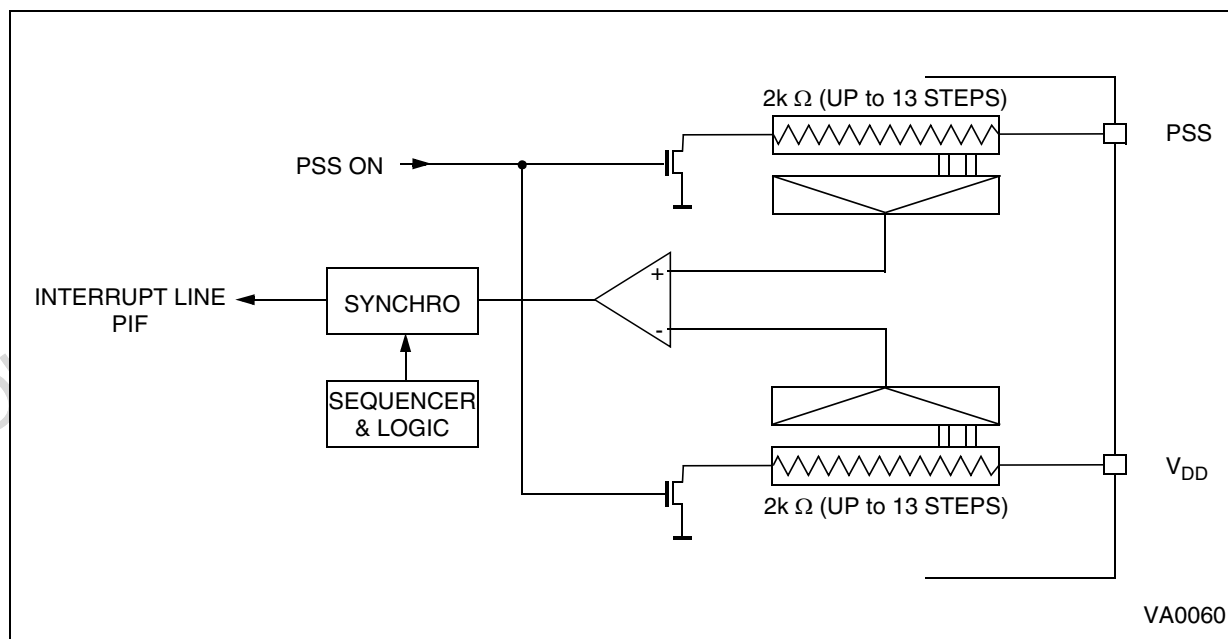 2k Ω (UP to 13 STEPS)
PSS
PSS ON
+
INTERRUPT LINE
PIF
SYNCHRO
-
SEQUENCER
& LOGIC
VDD
2k Ω (UP to 13 STEPS)
VA0060